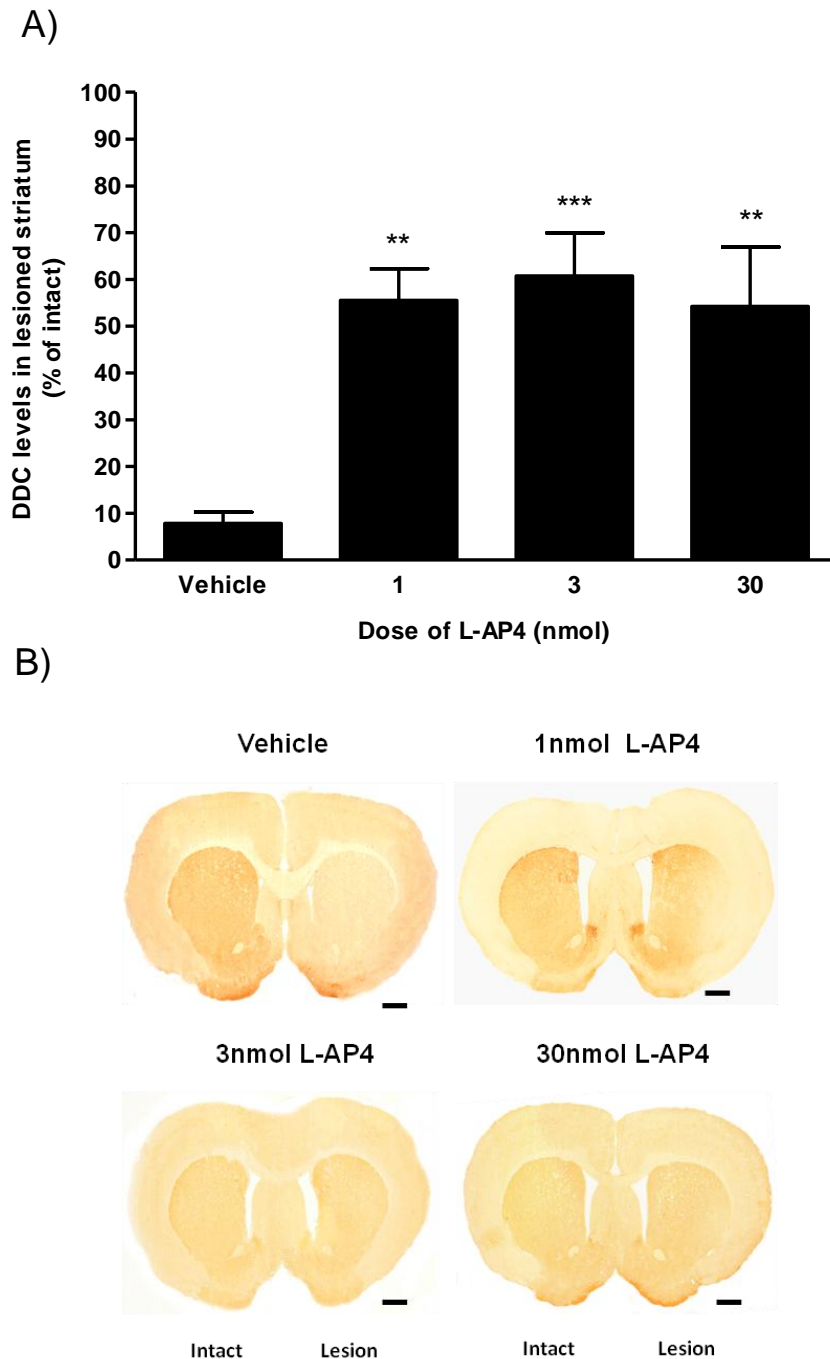 A)
DDC levels in lesioned striatum
(% of intact)
100
90
80
70
60
50
40
30
20
10
0
**
***
**
Vehicle 1 3 30
Dose of L-AP4 (nmol)
B)
Vehicle 1nmol L-AP4
3nmol L-AP4 30nmol L-AP4
Intact Lesion Intact Lesion